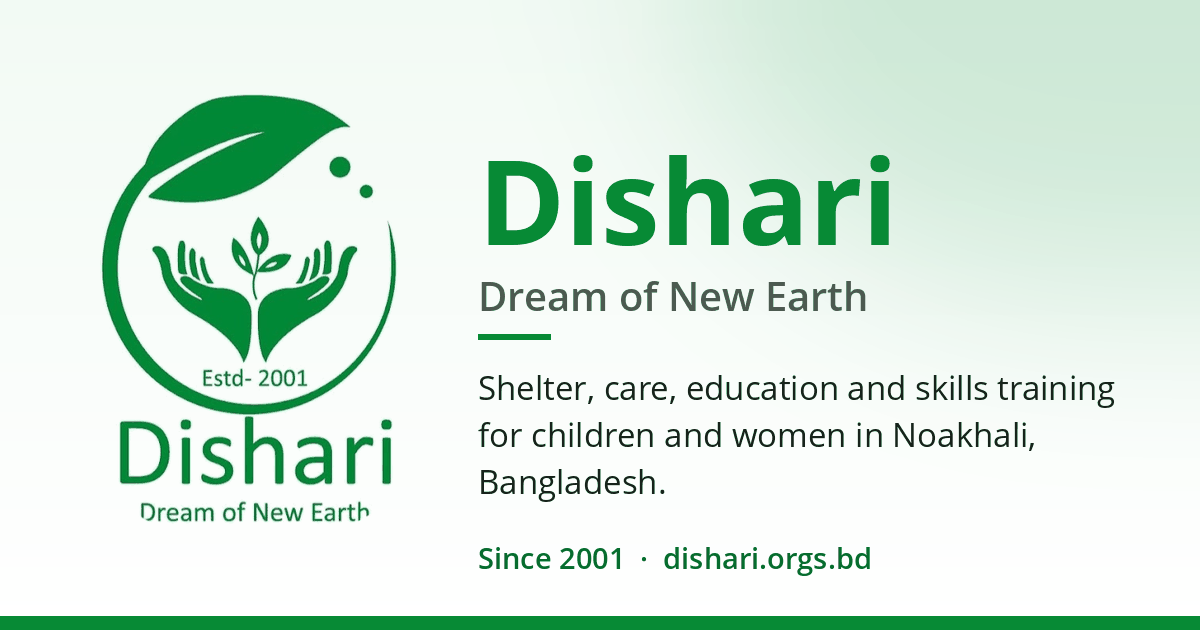 Estd- 2001
Dishari
Dream of New Earth
Dishari
Dream of New Earth
Shelter, care, education and skills training
for children and women in Noakhali,
Bangladesh.
Since 2001 · dishari.orgs.bd